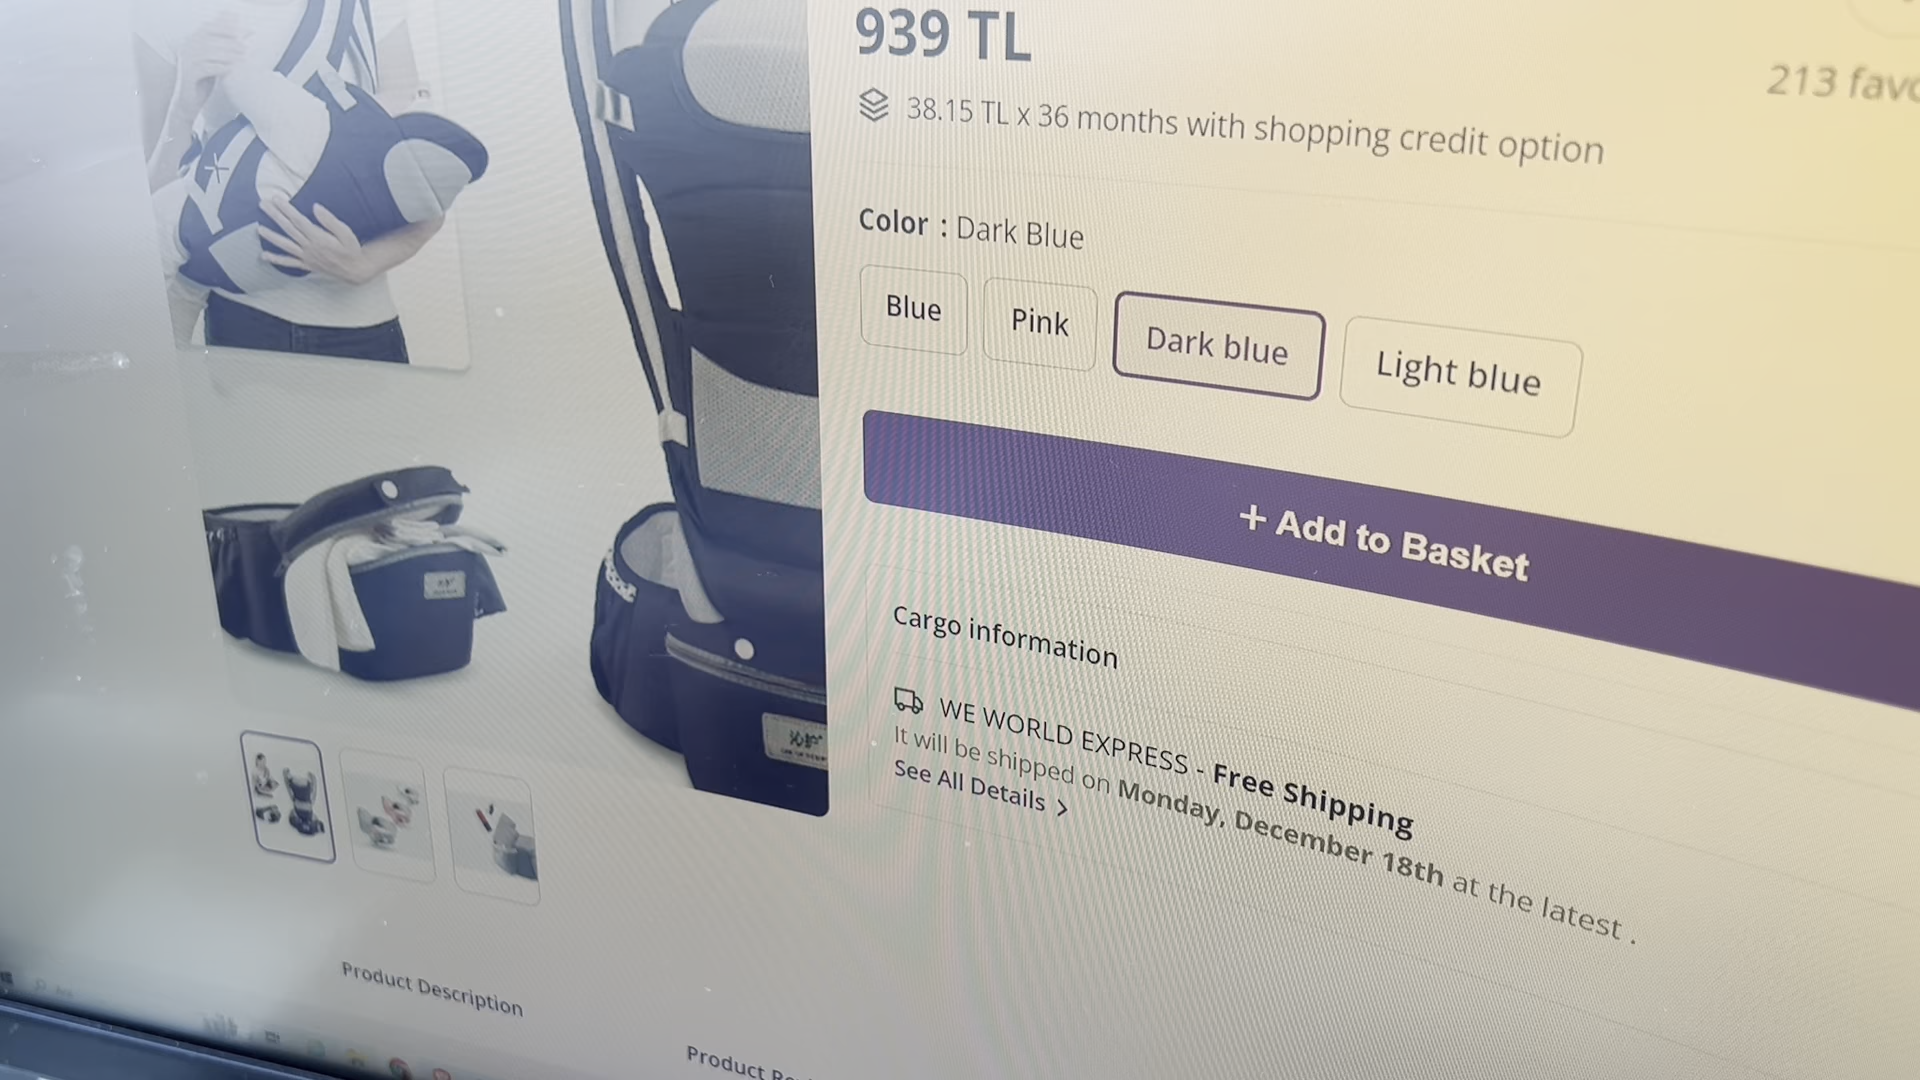 939 TL
213
38.15 TL x 36 months with shopping credit option
Color : Dark Blue
Blue
Pink
Dark blue
Light blue
+ Add to Basket
Cargo information
WE WORLD EXPRESS - Free Shipping
It will be shipped on Monday, December 18th at the latest .
See All Details >
Product Description
Product